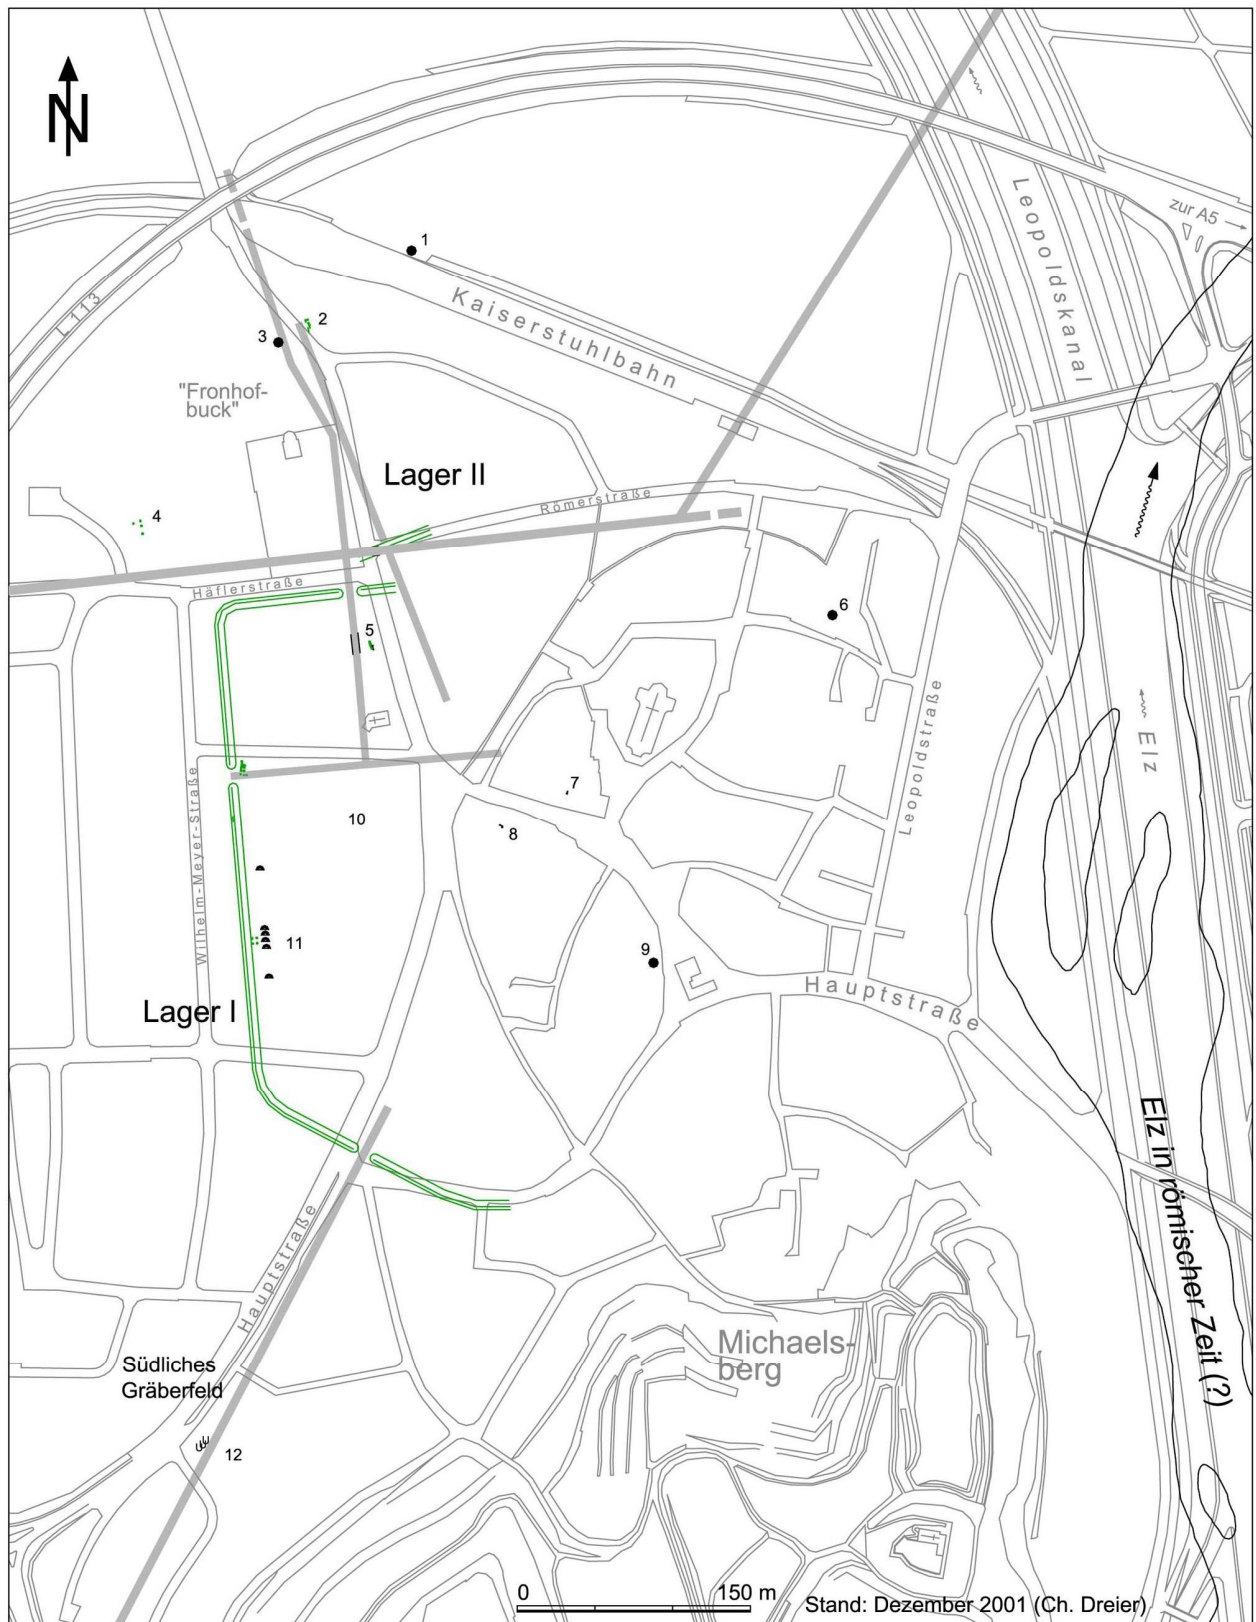 N
1
zur A5
Leopoldskanal
L 113
Kaiserstuhlbahn
2
3
"Fronhof-
buck"
Lager II
Römerstraße
4
Häflerstraße
5
6
Leopoldstraße
Elz
Wilhelm-Meyer-Straße
7
10
8
11
9
Hauptstraße
Lager I
Elz in römischer Zeit (?)
Hauptstraße
Michaels-
berg
Südliches
Gräberfeld
12
0
150 m
Stand: Dezember 2001 (Ch. Dreier)